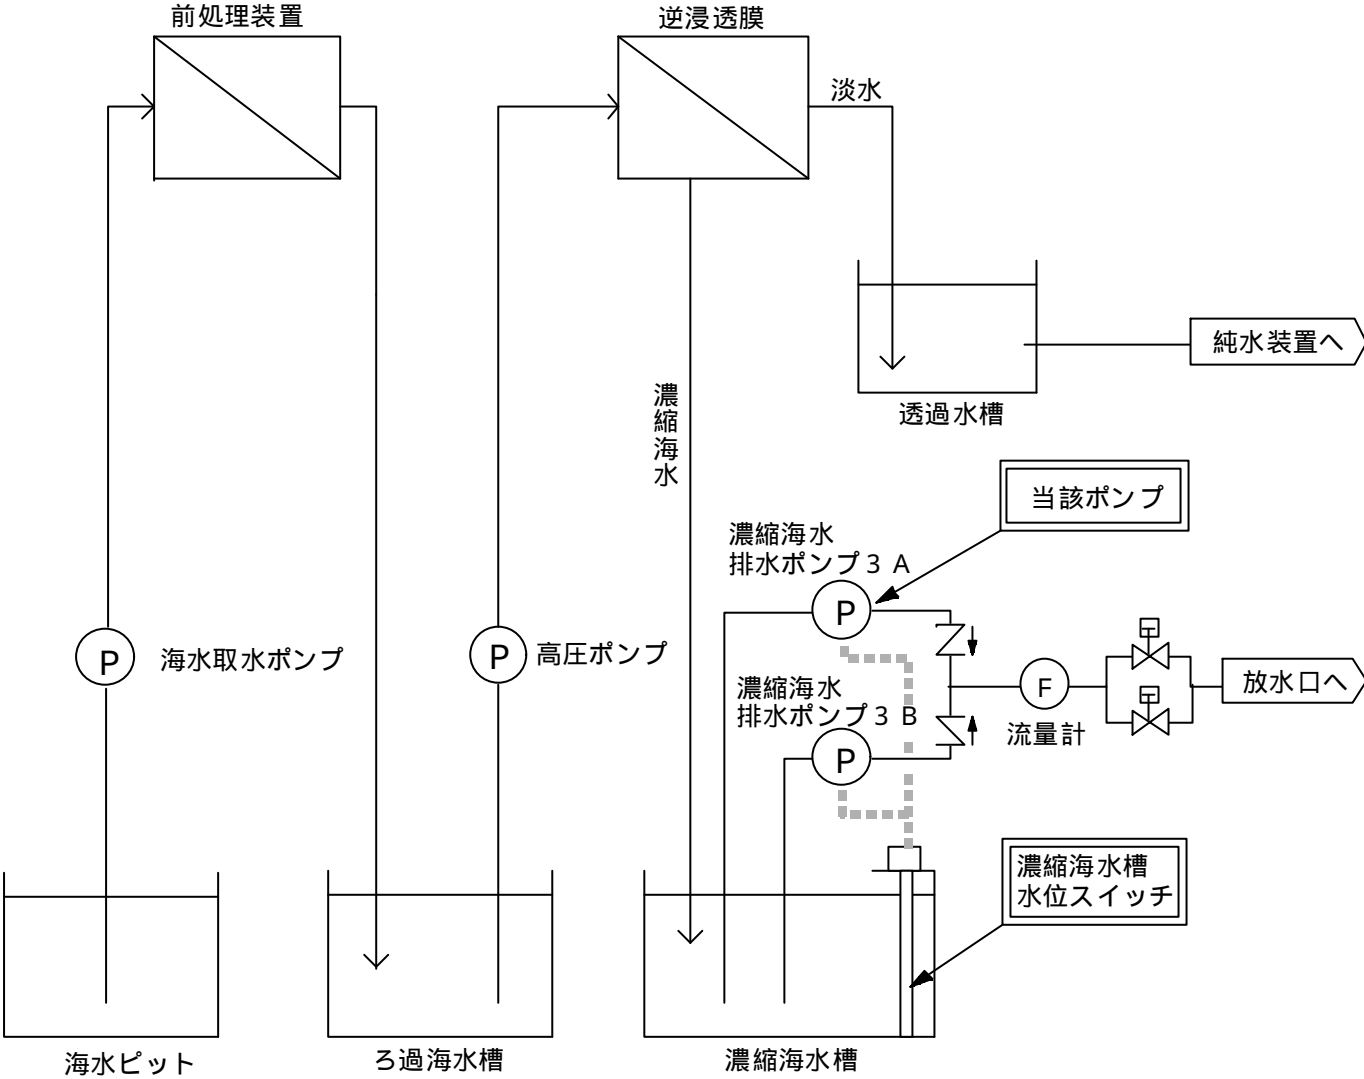 前処理装置
逆浸透膜
淡水
純水装置へ
透過水槽
濃縮海水
当該ポンプ
濃縮海水
排水ポンプ3 A
P
P
海水取水ポンプ
P
高圧ポンプ
濃縮海水
排水ポンプ3 B
P
F
流量計
放水口へ
濃縮海水槽
水位スイッチ
海水ピット
ろ過海水槽
濃縮海水槽